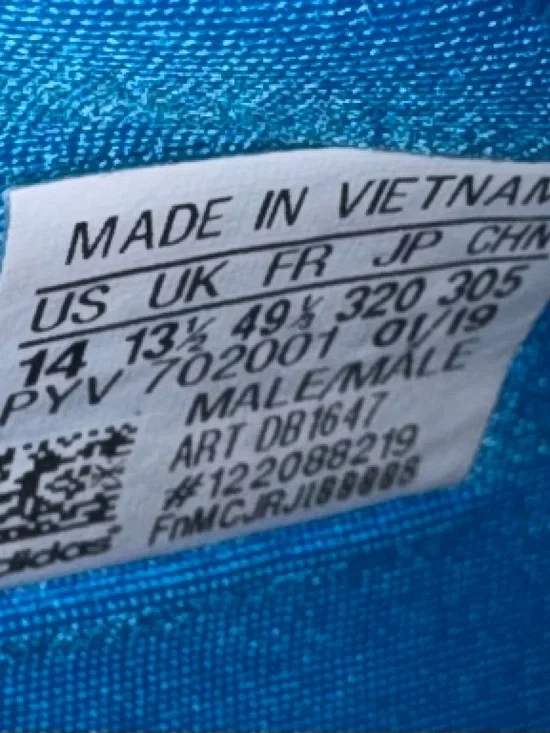 MADE IN VIETNAM
US UK FR JP CHN
14 13½ 49⅓ 320 305
PYV 702001 01/19
MALE/MALE
ART DB1647
#122088219
adidas